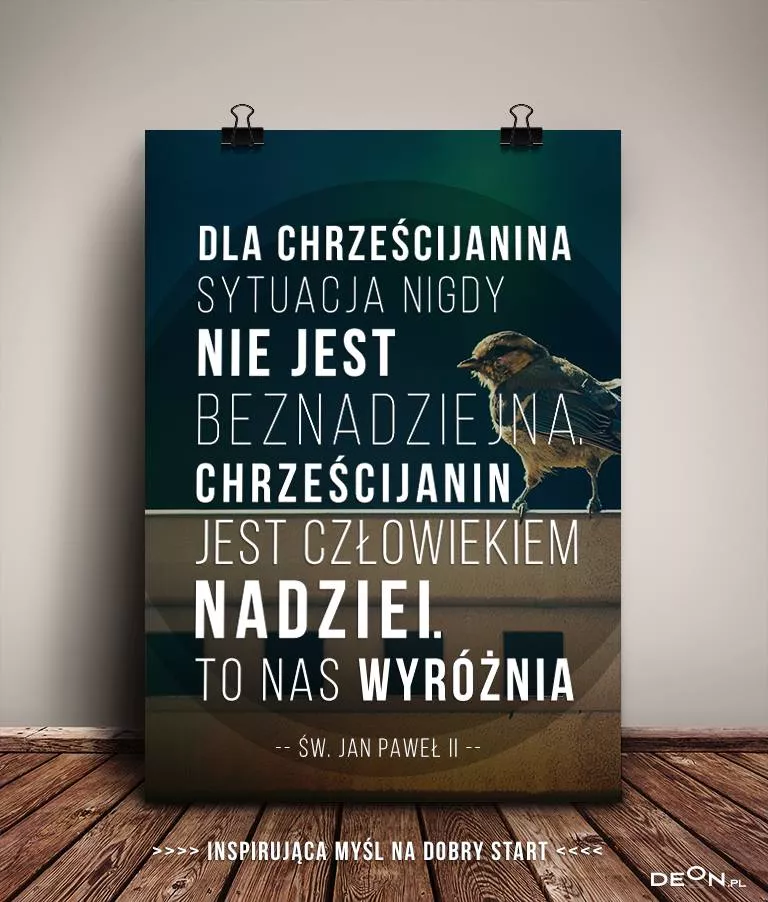 DLA CHRZEŚCIJANINA
SYTUACJA NIGDY
NIE JEST
BEZNADZIEJNA.
CHRZEŚCIJANIN
JEST CZŁOWIEKIEM
NADZIEI.
TO NAS WYRÓŻNIA
-- ŚW. JAN PAWEŁ II --
>>>> INSPIRUJĄCA MYŚL NA DOBRY START <<<<
DEON.PL